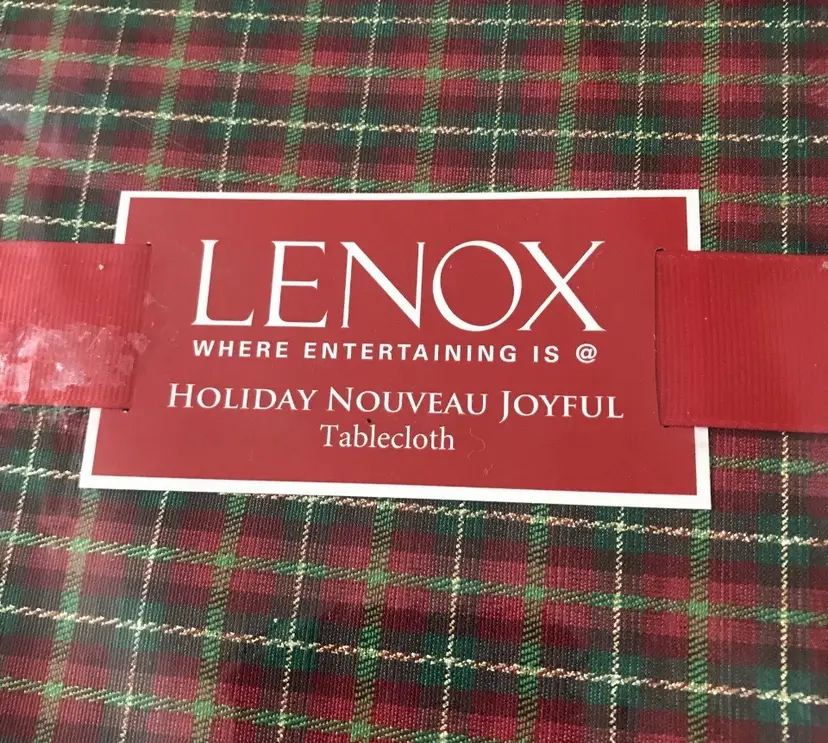 LENOX
WHERE ENTERTAINING IS @
HOLIDAY NOUVEAU JOYFUL
Tablecloth